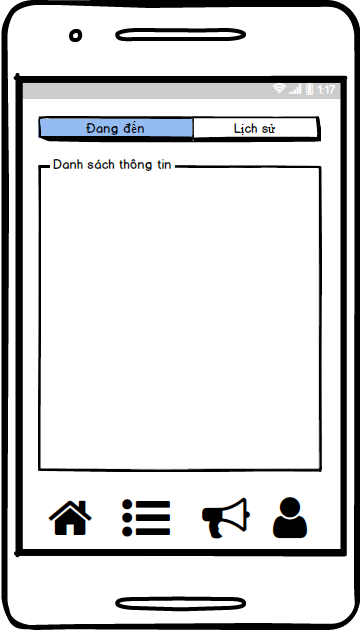 1:17
Đang đến
Lịch sử
Danh sách thông tin